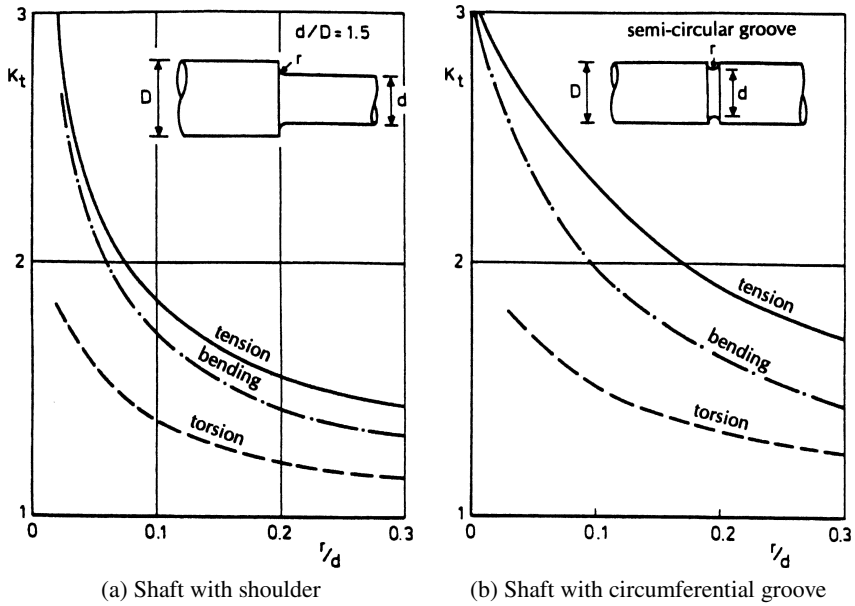 3
Kt
2
1
0
0.1
0.2
0.3
r/d
d/D = 1.5
D
r
d
tension
bending
torsion
(a) Shaft with shoulder
3
Kt
2
1
0
0.1
0.2
0.3
r/d
semi-circular groove
r
D
d
tension
bending
torsion
(b) Shaft with circumferential groove